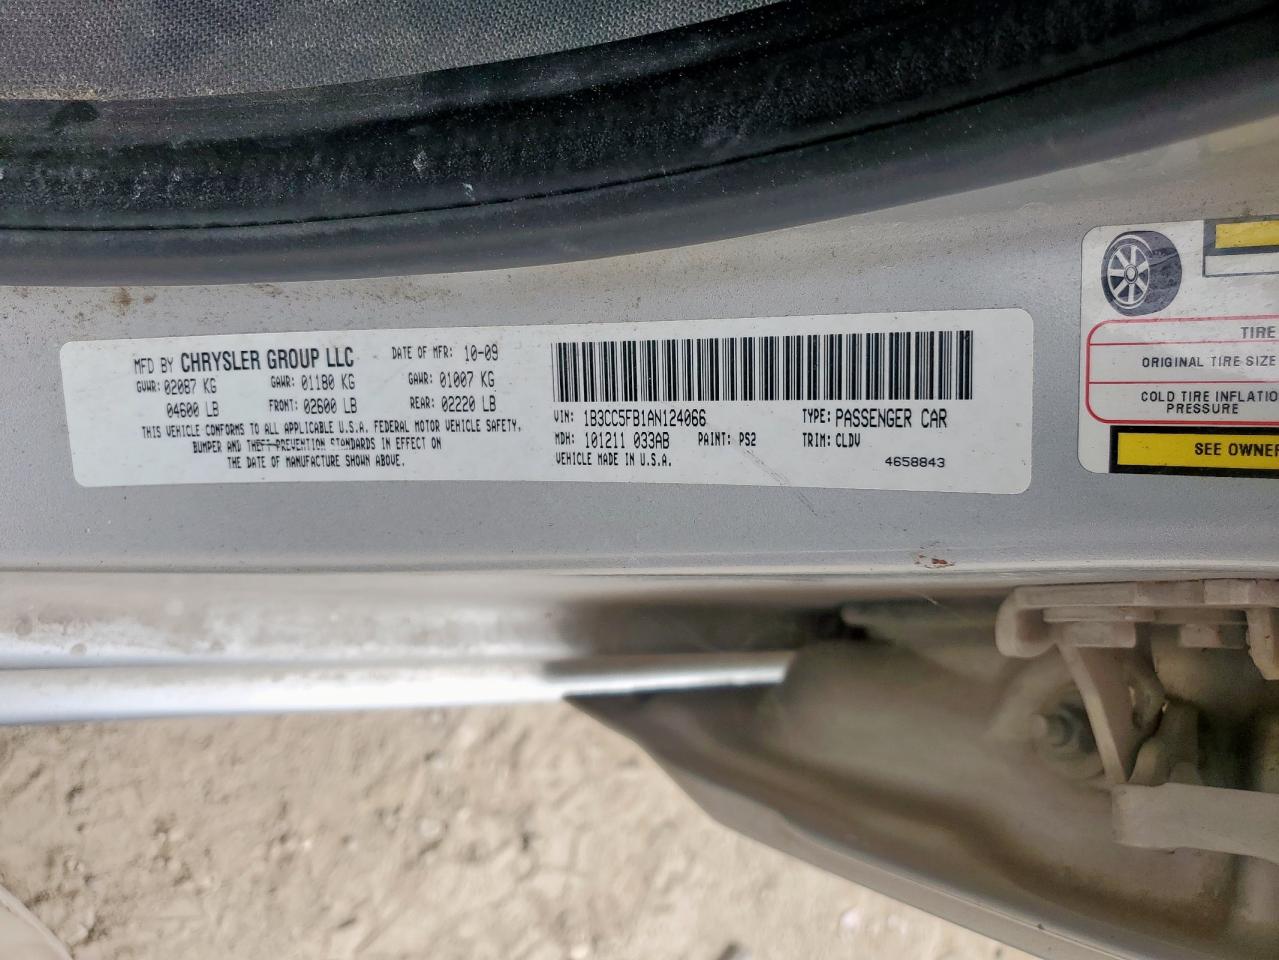 MFD BY CHRYSLER GROUP LLC DATE OF MFR: 10-09
GVWR: 02087 KG GAWR: 01180 KG GAWR: 01007 KG
04600 LB FRONT: 02600 LB REAR: 02220 LB
THIS VEHICLE CONFORMS TO ALL APPLICABLE U.S.A. FEDERAL MOTOR VEHICLE SAFETY,
BUMPER AND THEFT PREVENTION STANDARDS IN EFFECT ON
THE DATE OF MANUFACTURE SHOWN ABOVE.
VIN: 1B3CC5FB1AN124066 TYPE: PASSENGER CAR
MDH: 101211 033AB PAINT: PS2 TRIM: CLDV
VEHICLE MADE IN U.S.A. 4658843
TIRE
ORIGINAL TIRE SIZE
COLD TIRE INFLATIO
PRESSURE
SEE OWNER